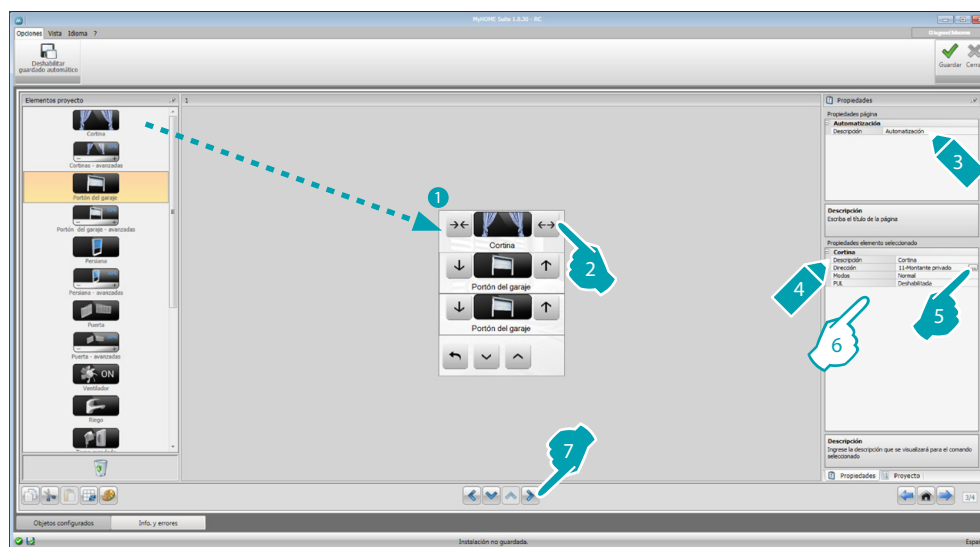 MyHOME Suite 1.0.30 - RC
Opciones Vista Idioma ?
Deshabilitar
guardado automático
Guardar Cerra
Elementos proyecto
1
Propiedades
Cortina
Cortinas - avanzadas
Portón del garaje
Portón del garaje - avanzadas
Persiana
Persiana - avanzadas
Puerta
Puerta - avanzadas
ON
Ventilador
Riego
1
Cortina
Portón del garaje
Portón del garaje
2
7
Propiedades página
Automatización
Descripción Automatización
3
Descripción
Escriba el título de la página
Propiedades elemento seleccionado
Cortina
Descripción Cortina
Dirección 11-Montante privado ...
Modos Normal
PUL Deshabilitada
4
5
6
Descripción
Ingrese la descripción que se visualizará para el comando
seleccionado
Propiedades Proyecto
3/4
Objetos configurados Info. y errores
Instalación no guardada.
Espa